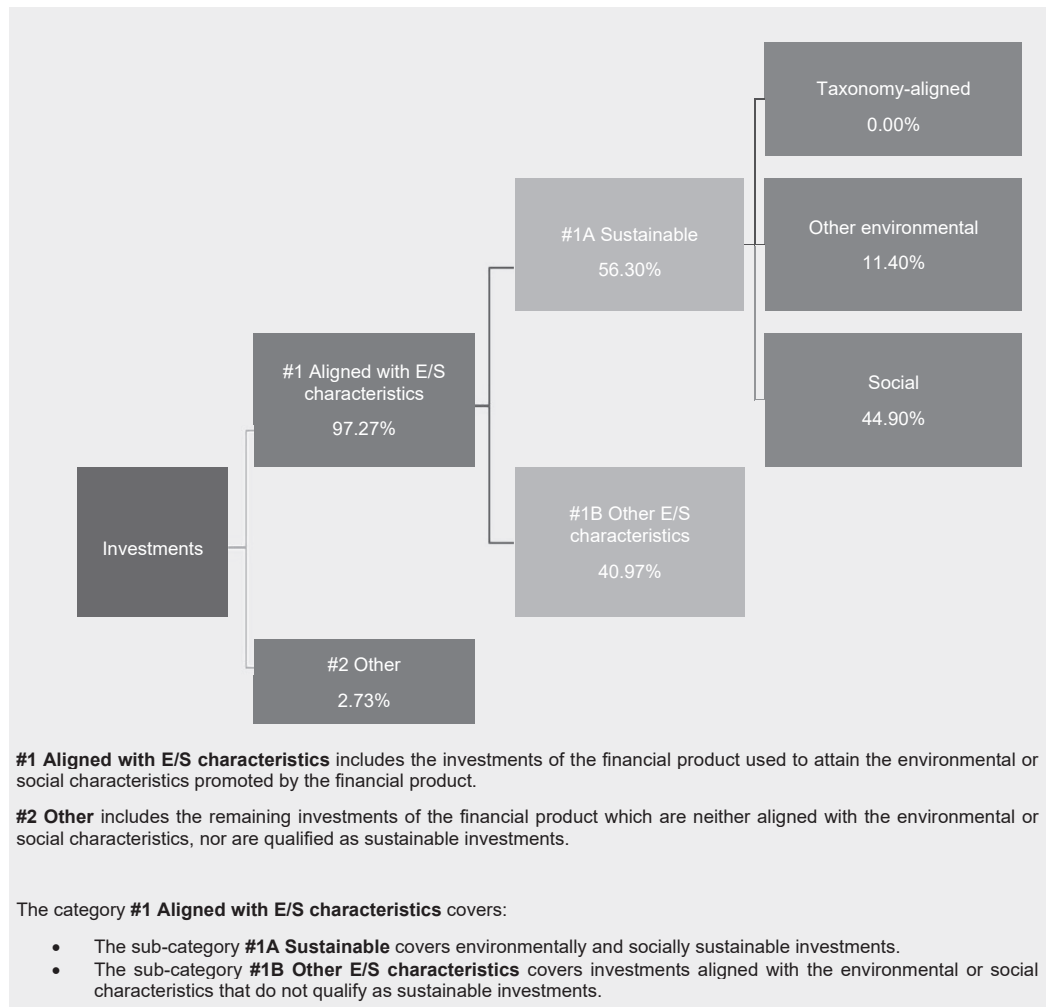 Taxonomy-aligned
0.00%
#1A Sustainable
56.30%
Other environmental
11.40%
#1 Aligned with E/S
characteristics
97.27%
Social
44.90%
Investments
#1B Other E/S
characteristics
40.97%
#2 Other
2.73%
#1 Aligned with E/S characteristics includes the investments of the financial product used to attain the environmental or
social characteristics promoted by the financial product.
#2 Other includes the remaining investments of the financial product which are neither aligned with the environmental or
social characteristics, nor are qualified as sustainable investments.
The category #1 Aligned with E/S characteristics covers:
• The sub-category #1A Sustainable covers environmentally and socially sustainable investments.
• The sub-category #1B Other E/S characteristics covers investments aligned with the environmental or social
characteristics that do not qualify as sustainable investments.